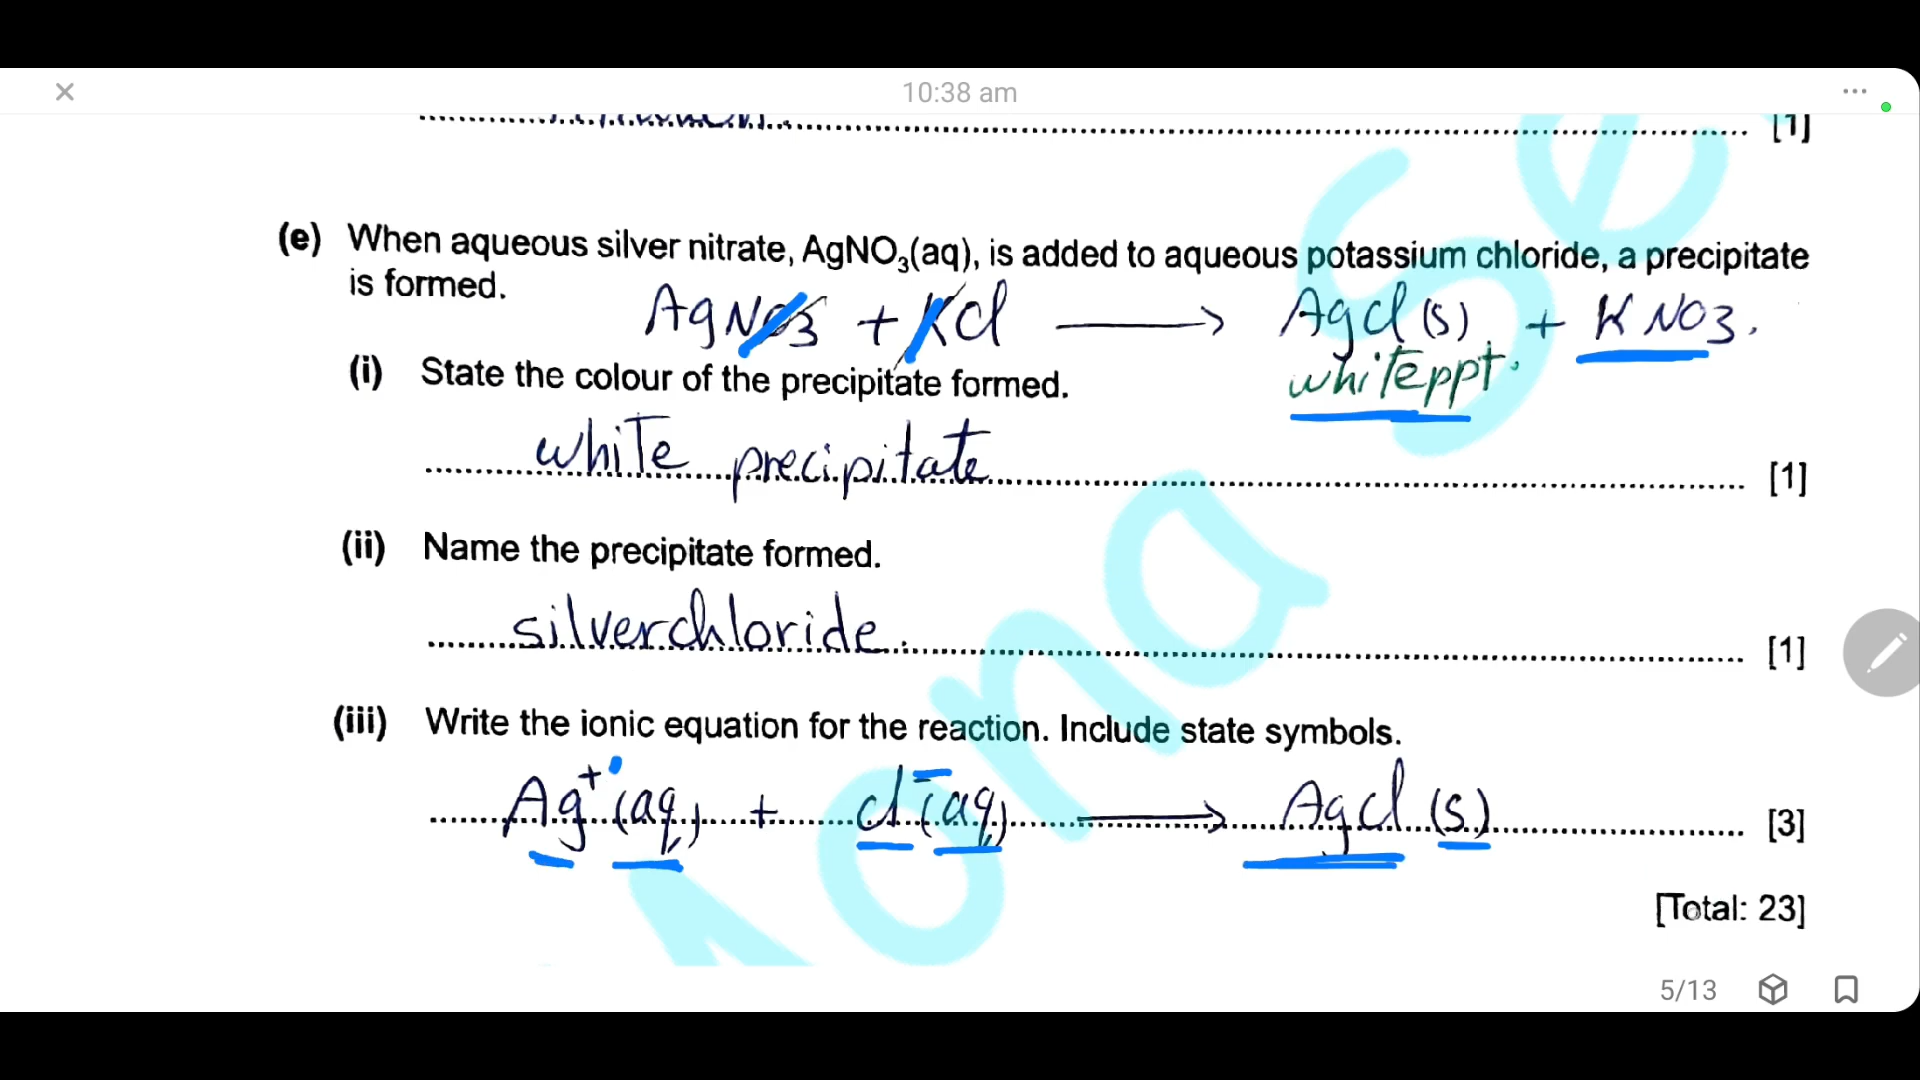 10:38 am
[1]
(e) When aqueous silver nitrate, AgNO₃(aq), is added to aqueous potassium chloride, a precipitate
is formed.
AgNO3 + KCl ⟶ AgCl (s) + KNO3.
white ppt.
(i) State the colour of the precipitate formed.
white precipitate [1]
(ii) Name the precipitate formed.
silverchloride. [1]
(iii) Write the ionic equation for the reaction. Include state symbols.
Ag⁺ (aq) + Cl⁻ (aq) ⟶ AgCl (s) [3]
[Total: 23]
5/13